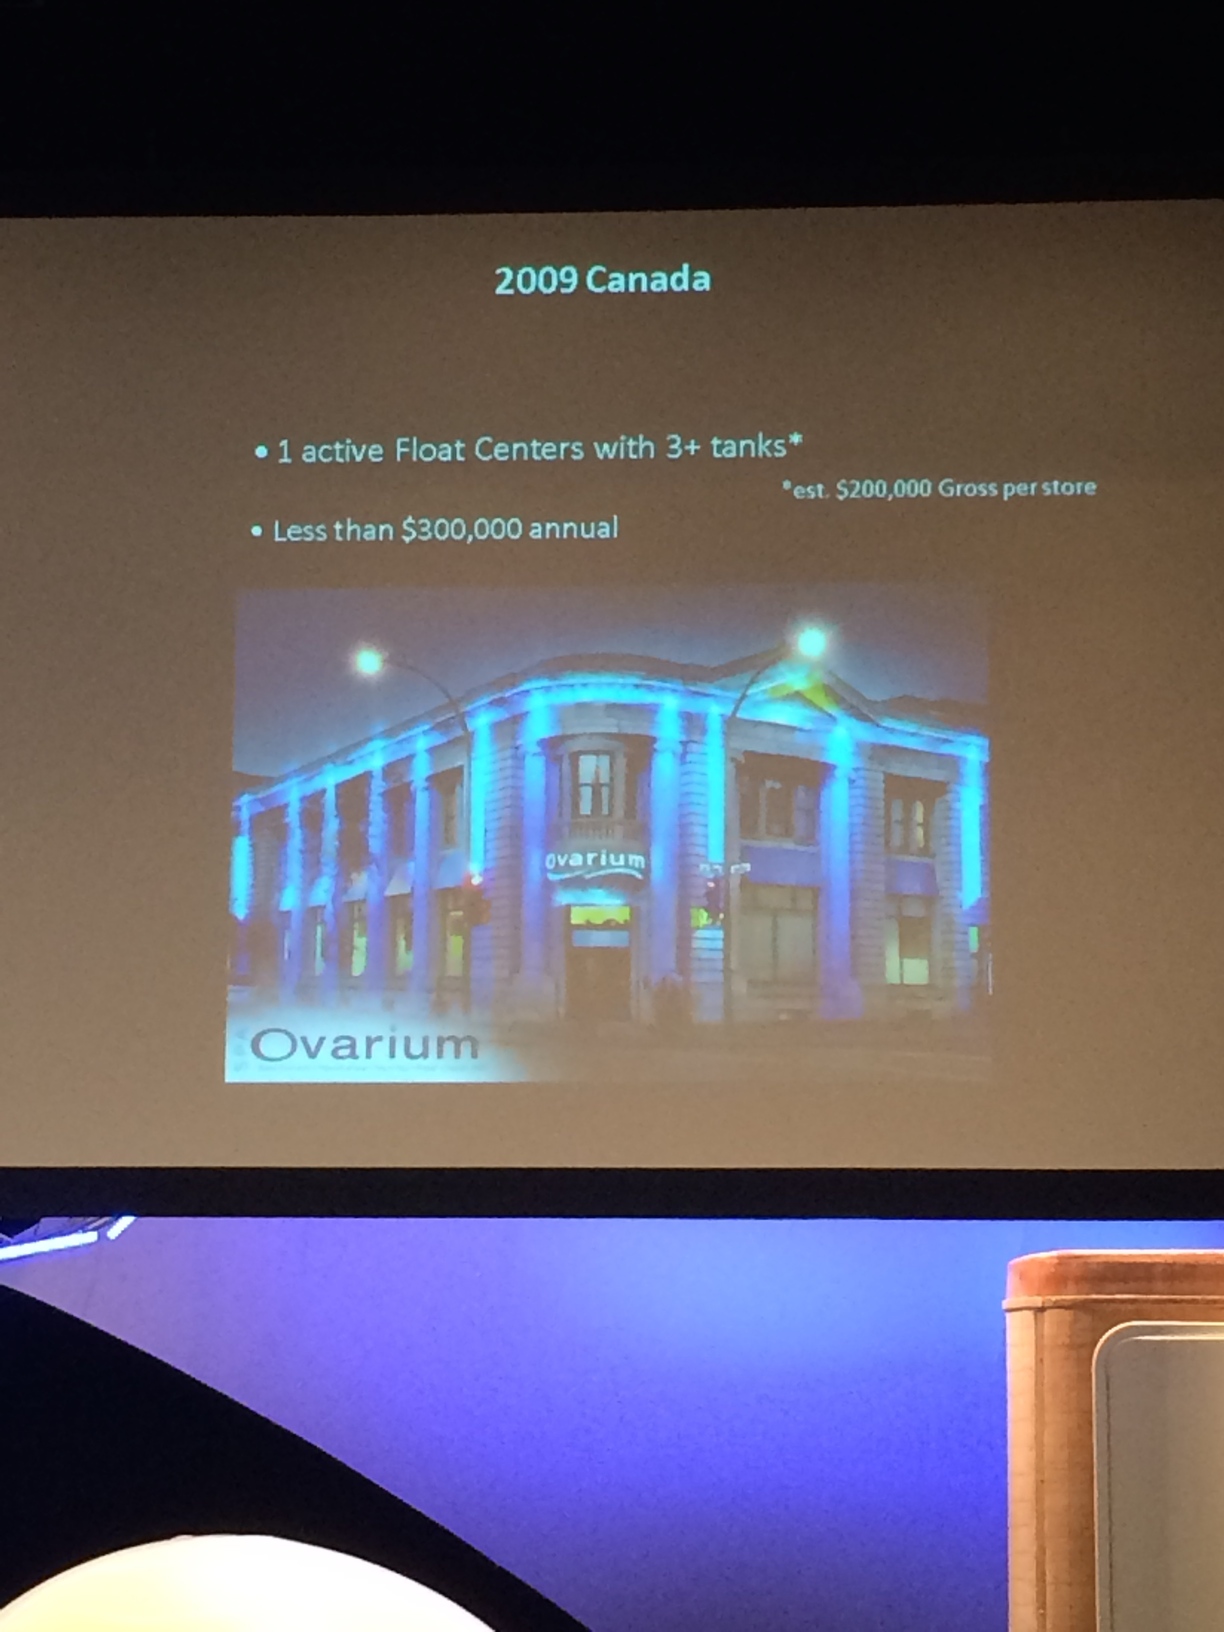 2009 Canada
• 1 active Float Centers with 3+ tanks*
*est. $200,000 Gross per store
• Less than $300,000 annual
ovarium
Ovarium